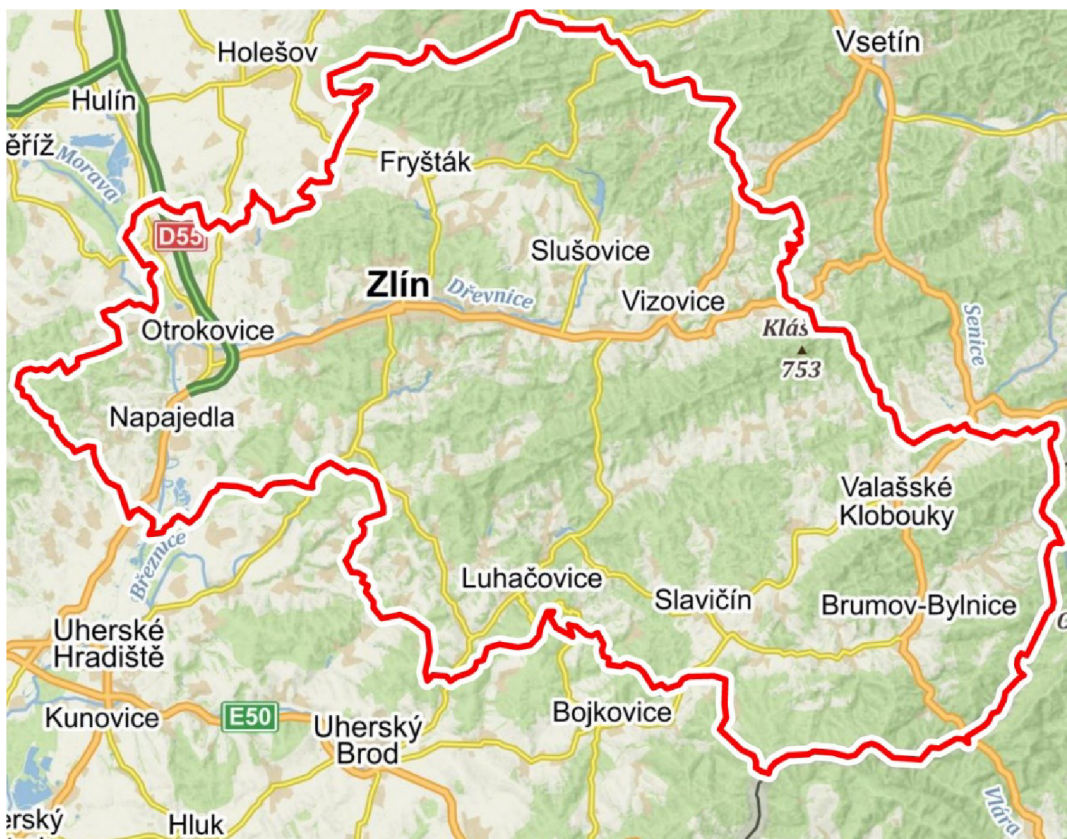 Holešov
Vsetín
Hulín
ěříž
Morava
Fryšták
D55
Slušovice
Zlín
Dřevnice
Vizovice
Otrokovice
Kláš
753
Senice
Napajedla
Valašské
Klobouky
Březnice
Luhačovice
Slavičín
Brumov-Bylnice
Uherské
Hradiště
Kunovice
E50
Bojkovice
Uherský
Brod
Vlára
erský
Hluk